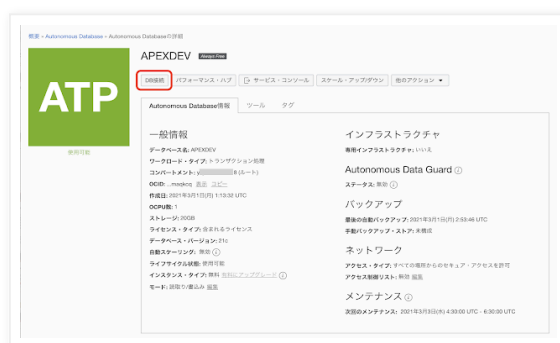 概要 » Autonomous Database » Autonomous Databaseの詳細
ATP
使用可能
APEXDEV Always Free
DB接続 パフォーマンス・ハブ サービス・コンソール スケール・アップ/ダウン 他のアクション
Autonomous Database情報 ツール タグ
一般情報
データベース名: APEXDEV
ワークロード・タイプ: トランザクション処理
コンパートメント: (ルート)
OCID: ...maqkcq 表示 コピー
作成日: 2021年3月1日(月) 1:13:32 UTC
OCPU数: 1
ストレージ: 20GB
ライセンス・タイプ: 含まれるライセンス
データベース・バージョン: 21c
自動スケーリング: 無効
ライフサイクル状態: 使用可能
インスタンス・タイプ: 無料 有料にアップグレード
モード: 読取り/書込み 編集
インフラストラクチャ
専用インフラストラクチャ: いいえ
Autonomous Data Guard
ステータス: 無効
バックアップ
最後の自動バックアップ: 2021年3月1日(月) 2:53:46 UTC
手動バックアップ・ストア: 未構成
ネットワーク
アクセス・タイプ: すべての場所からのセキュア・アクセスを許可
アクセス制御リスト: 無効 編集
メンテナンス
次回のメンテナンス: 2021年3月3日(水) 4:30:00 UTC - 6:30:00 UTC